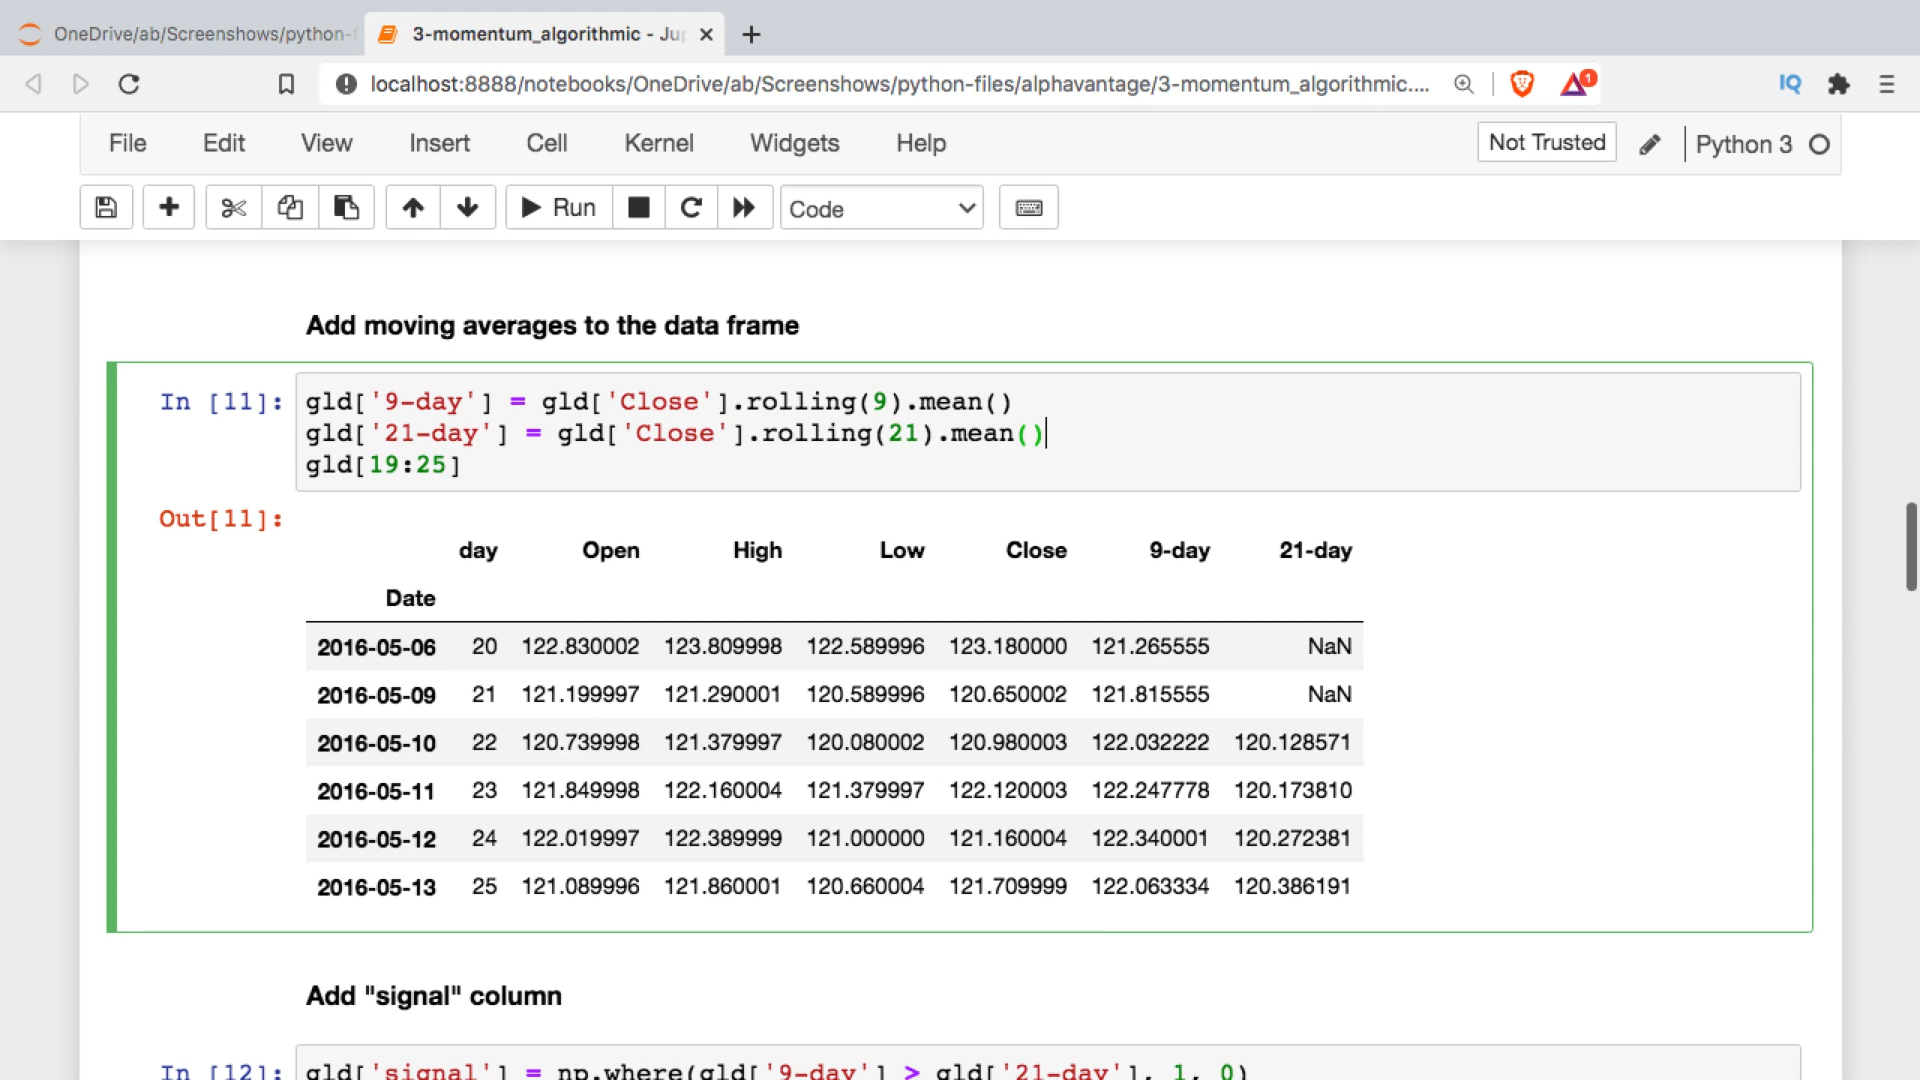 OneDrive/ab/Screenshows/python-f
3-momentum_algorithmic - Jup
localhost:8888/notebooks/OneDrive/ab/Screenshows/python-files/alphavantage/3-momentum_algorithmic....
1
IQ
File Edit View Insert Cell Kernel Widgets Help
Not Trusted
Python 3
Run
Code
Add moving averages to the data frame
In [11]:
gld['9-day'] = gld['Close'].rolling(9).mean()
gld['21-day'] = gld['Close'].rolling(21).mean()
gld[19:25]
Out[11]:
day Open High Low Close 9-day 21-day
Date
2016-05-06 20 122.830002 123.809998 122.589996 123.180000 121.265555 NaN
2016-05-09 21 121.199997 121.290001 120.589996 120.650002 121.815555 NaN
2016-05-10 22 120.739998 121.379997 120.080002 120.980003 122.032222 120.128571
2016-05-11 23 121.849998 122.160004 121.379997 122.120003 122.247778 120.173810
2016-05-12 24 122.019997 122.389999 121.000000 121.160004 122.340001 120.272381
2016-05-13 25 121.089996 121.860001 120.660004 121.709999 122.063334 120.386191
Add "signal" column
In [12]: gld['signal'] = np.where(gld['9-day'] > gld['21-day'], 1, 0)